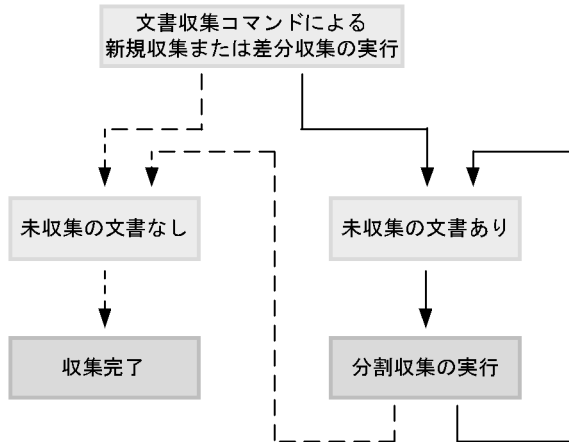 文書収集コマンドによる
新規収集または差分収集の実行
未収集の文書なし
未収集の文書あり
収集完了
分割収集の実行